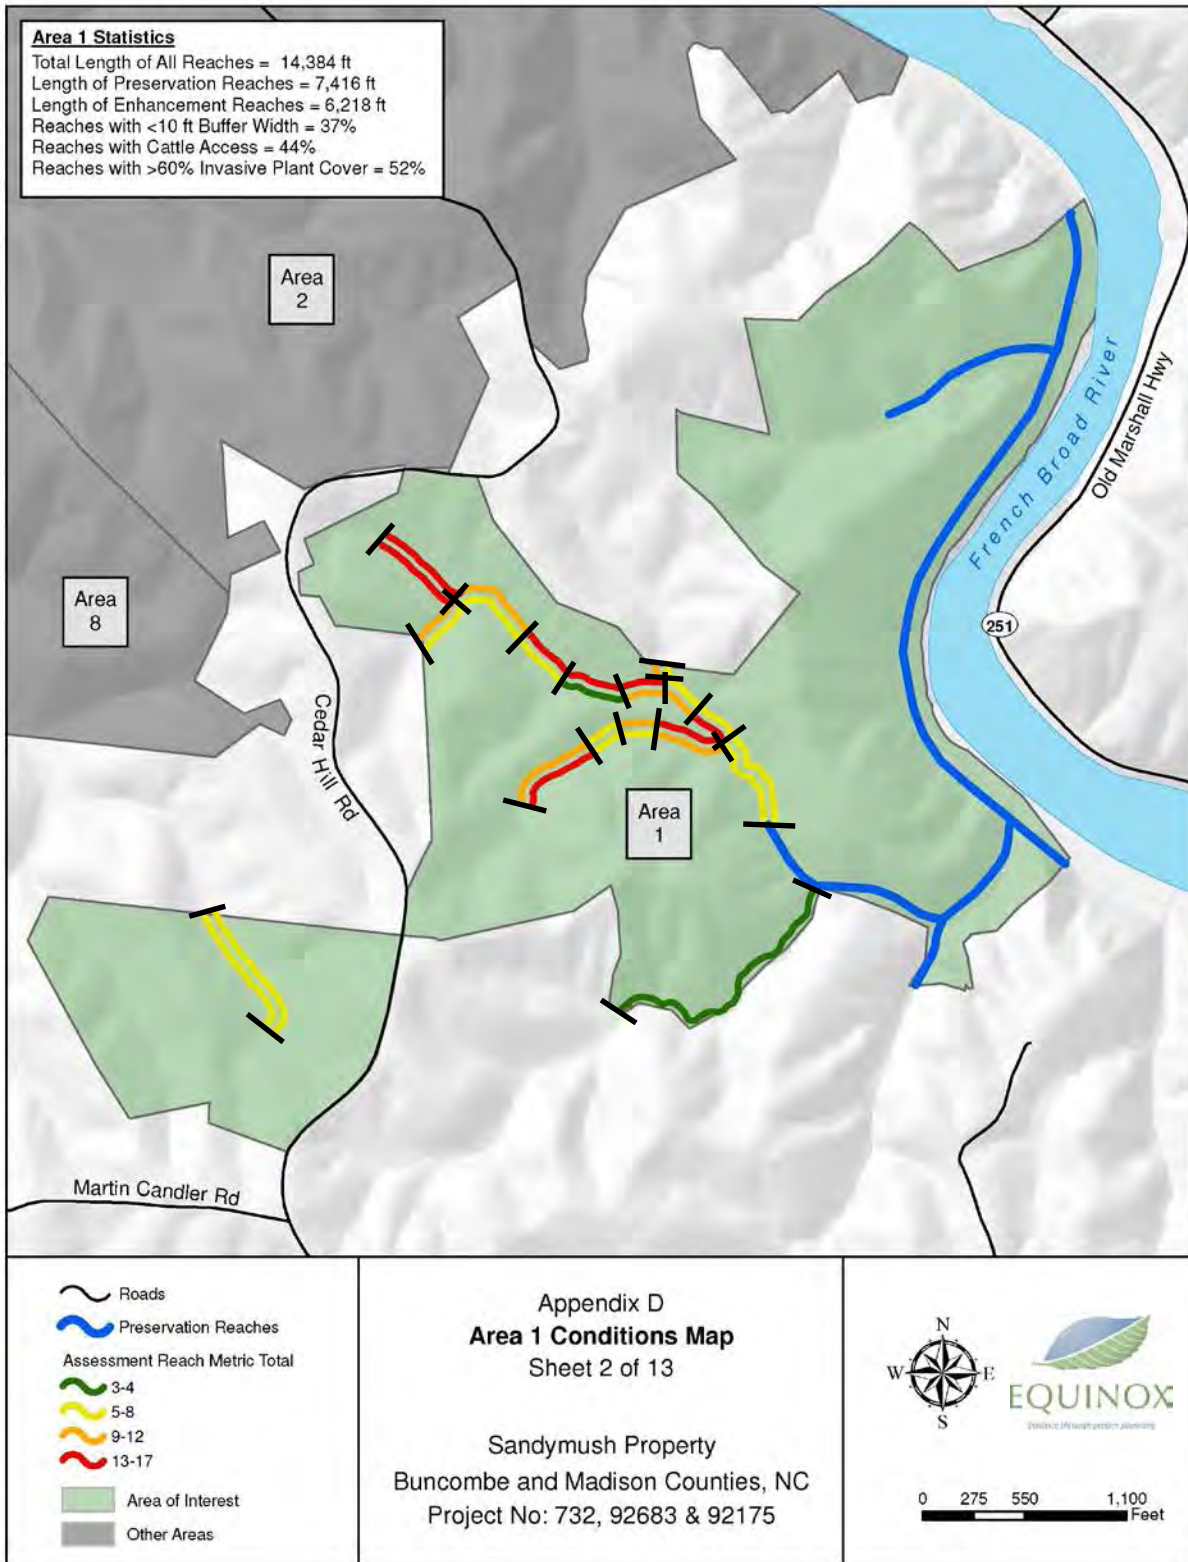 Area 1 Statistics
Total Length of All Reaches = 14,384 ft
Length of Preservation Reaches = 7,416 ft
Length of Enhancement Reaches = 6,218 ft
Reaches with <10 ft Buffer Width = 37%
Reaches with Cattle Access = 44%
Reaches with >60% Invasive Plant Cover = 52%
Area
2
French Broad River
Old Marshall Hwy
251
Area
8
Cedar Hill Rd
Area
1
Martin Candler Rd
Roads
Preservation Reaches
Assessment Reach Metric Total
3-4
5-8
9-12
13-17
Area of Interest
Other Areas
Appendix D
Area 1 Conditions Map
Sheet 2 of 13
Sandymush Property
Buncombe and Madison Counties, NC
Project No: 732, 92683 & 92175
N
W
E
S
EQUINOX
0 275 550 1,100
Feet